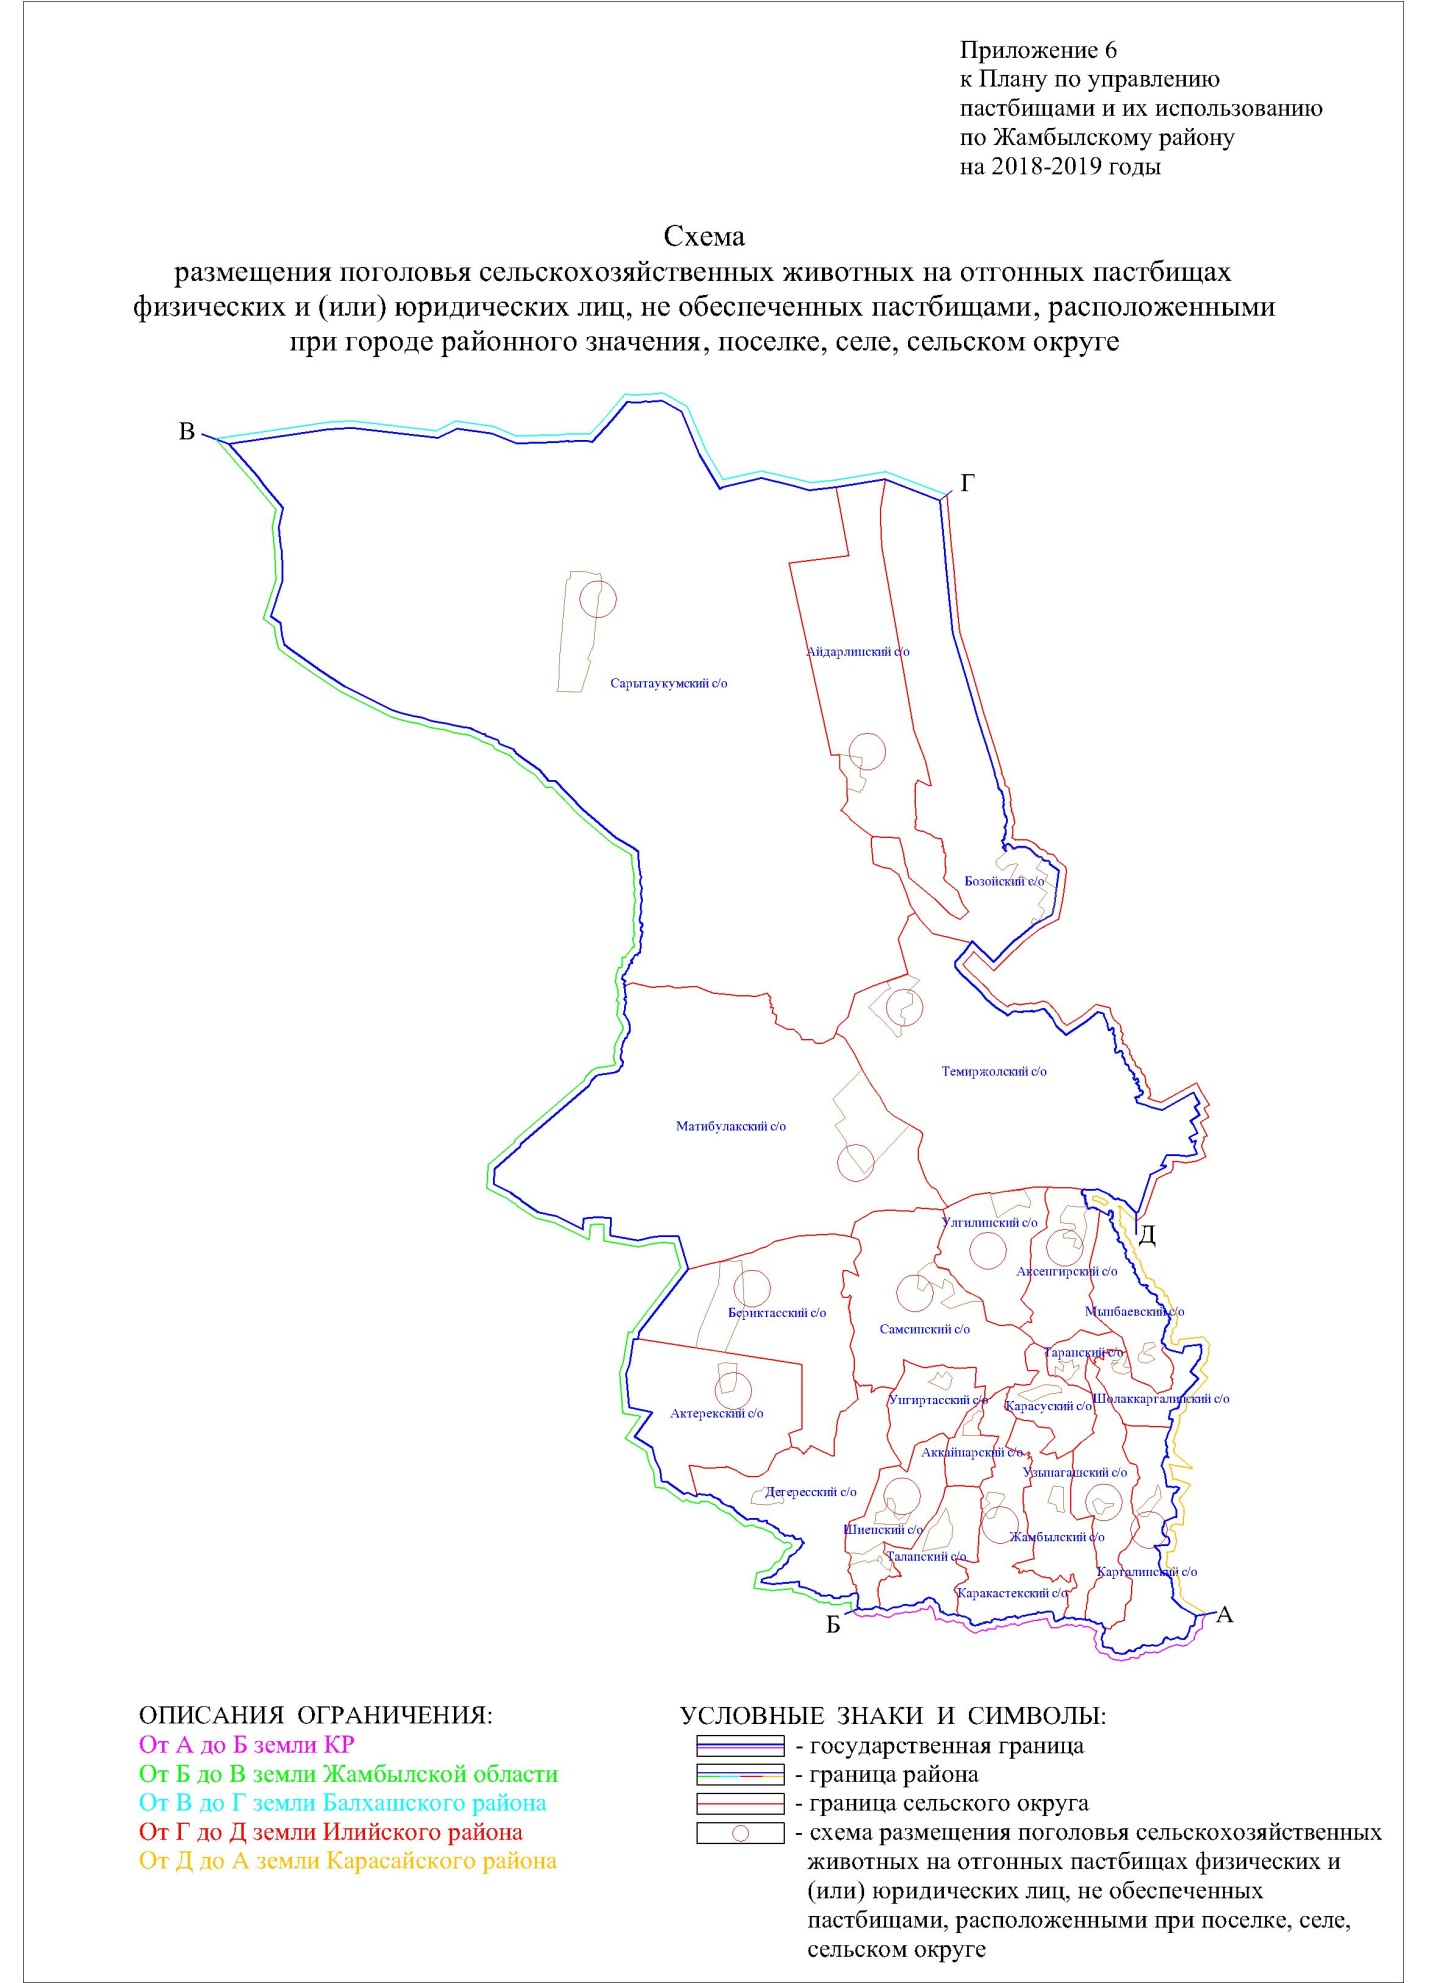 Приложение 6
к Плану по управлению
пастбищами и их использованию
по Жамбылскому району
на 2018-2019 годы
Схема
размещения поголовья сельскохозяйственных животных на отгонных пастбищах
физических и (или) юридических лиц, не обеспеченных пастбищами, расположенными
при городе районного значения, поселке, селе, сельском округе
В
Г
Айдарлинский с/о
Сарытаукумский с/о
Бозойский с/о
Темиржолский с/о
Матибулакский с/о
Улгилинский с/о
Д
Аксенгирский с/о
Бериктасский с/о
Мынбаевский с/о
Самсинский с/о
Таранский с/о
Унгиртасский с/о
Карасуский с/о
Шолаккаргалинский с/о
Актерекский с/о
Аккайнарский с/о
Узынагашский с/о
Дегересский с/о
Шиенский с/о
Жамбылский с/о
Талапский с/о
Каргалинский с/о
Каракастекский с/о
Б
А
ОПИСАНИЯ ОГРАНИЧЕНИЯ:
От А до Б земли КР
От Б до В земли Жамбылской области
От В до Г земли Балхашского района
От Г до Д земли Илийского района
От Д до А земли Карасайского района
УСЛОВНЫЕ ЗНАКИ И СИМВОЛЫ:
- государственная граница
- граница района
- граница сельского округа
- схема размещения поголовья сельскохозяйственных
животных на отгонных пастбищах физических и
(или) юридических лиц, не обеспеченных
пастбищами, расположенными при поселке, селе,
сельском округе